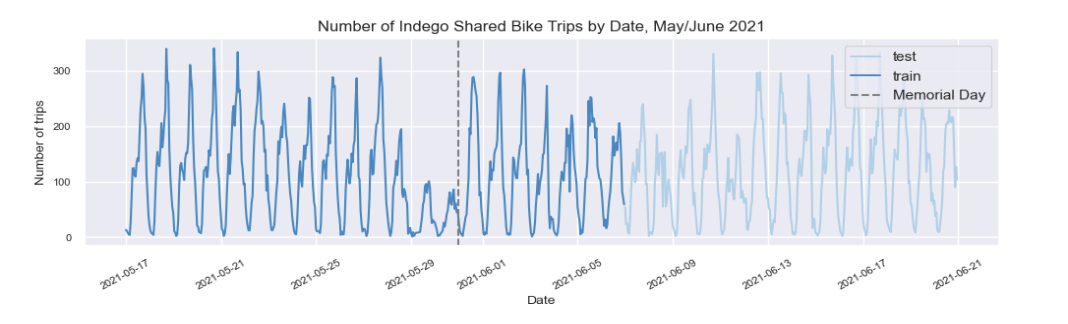 Number of Indego Shared Bike Trips by Date, May/June 2021
test
train
Memorial Day
Number of trips
300
200
100
0
2021-05-17
2021-05-21
2021-05-25
2021-05-29
2021-06-01
2021-06-05
2021-06-09
2021-06-13
2021-06-17
2021-06-21
Date